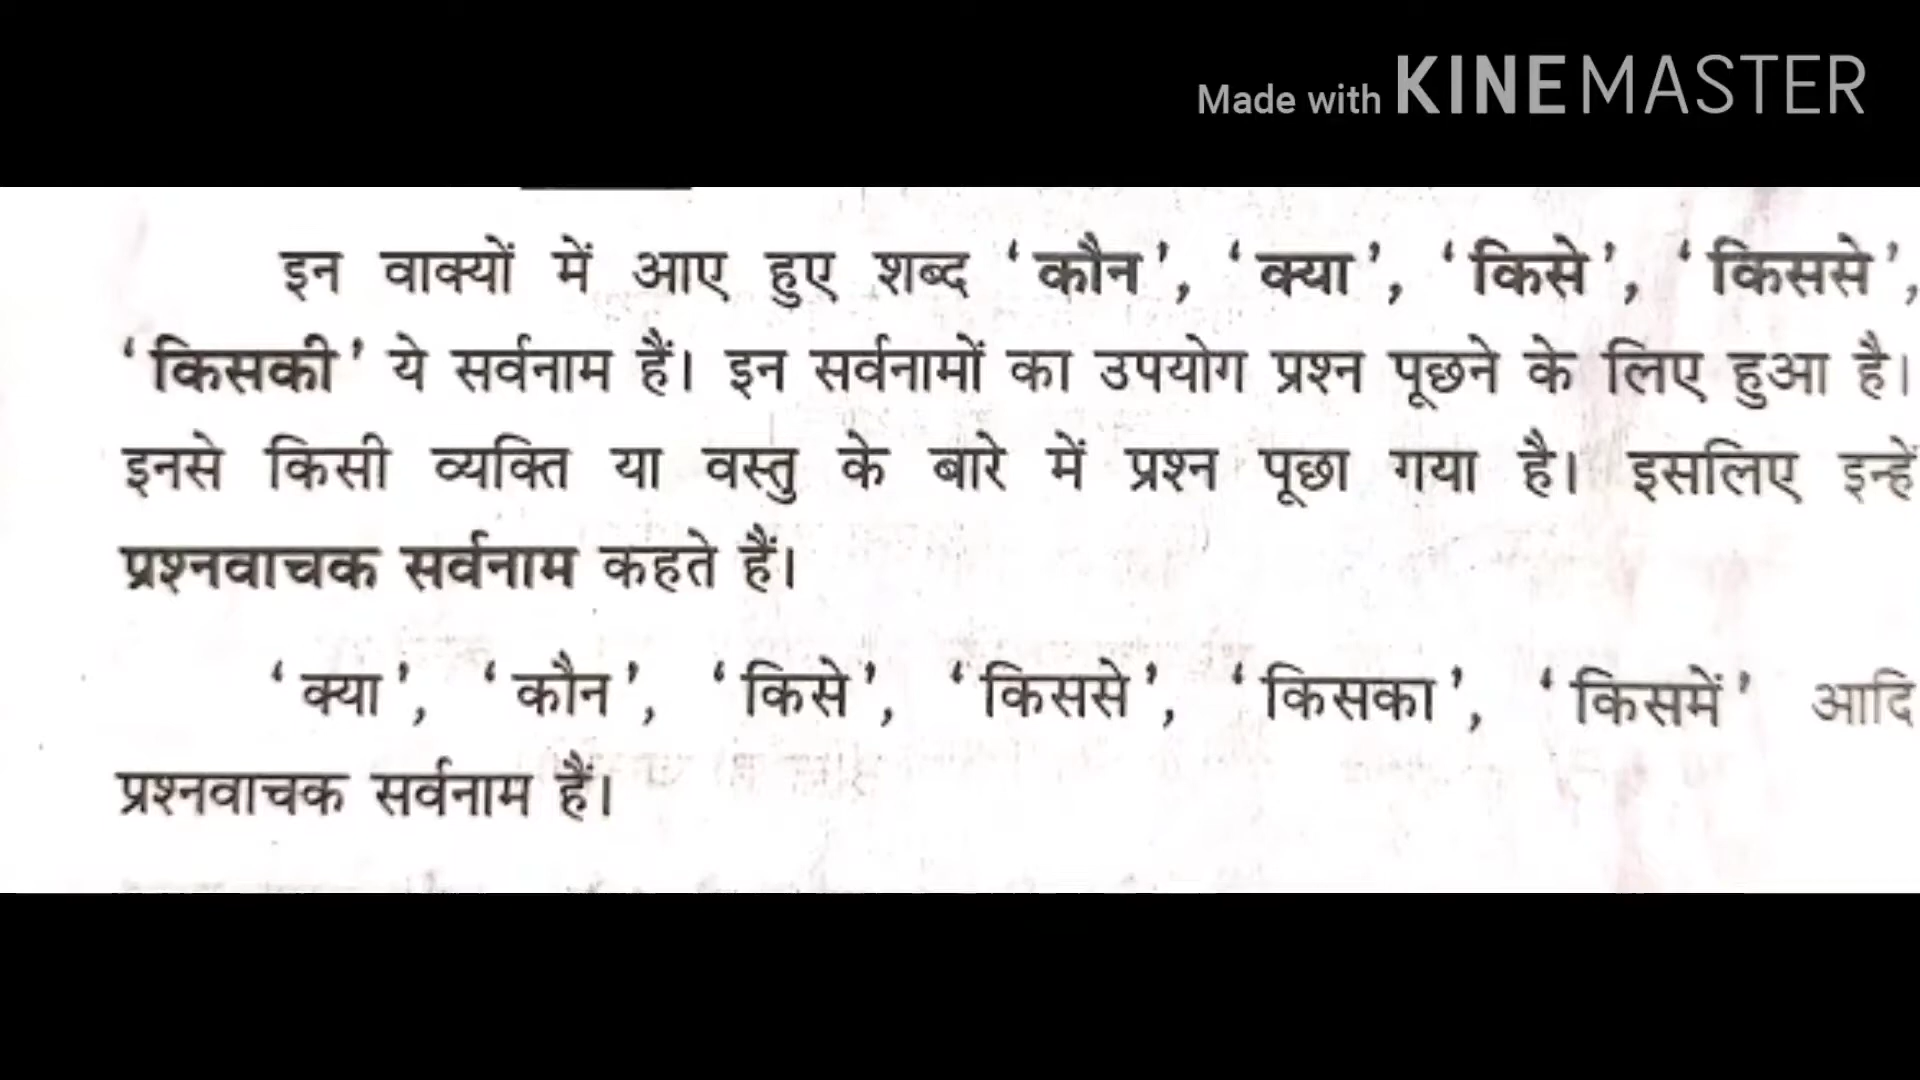 Made with KINEMASTER
इन वाक्यों में आए हुए शब्द ‘कौन’, ‘क्या’, ‘किसे’, ‘किससे’,
‘किसकी’ ये सर्वनाम हैं। इन सर्वनामों का उपयोग प्रश्न पूछने के लिए हुआ है।
इनसे किसी व्यक्ति या वस्तु के बारे में प्रश्न पूछा गया है। इसलिए इन्हें
प्रश्नवाचक सर्वनाम कहते हैं।
‘क्या’, ‘कौन’, ‘किसे’, ‘किससे’, ‘किसका’, ‘किसमें’ आदि
प्रश्नवाचक सर्वनाम हैं।